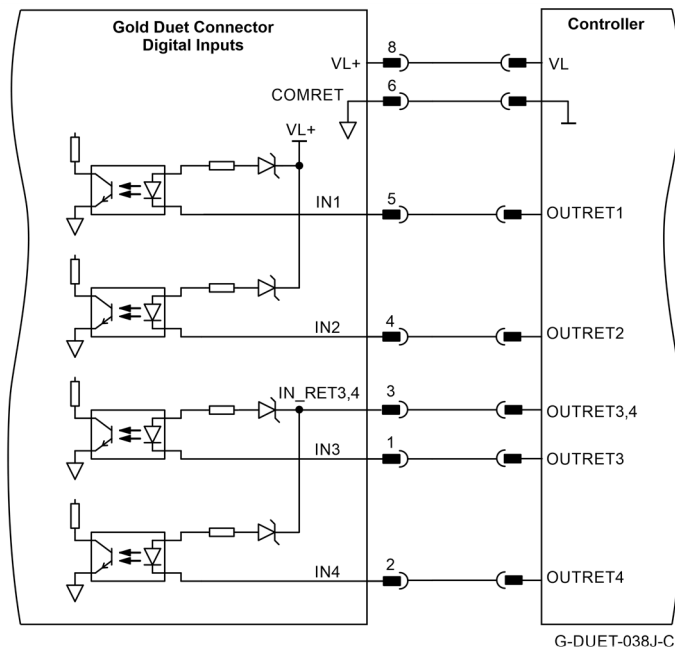 Gold Duet Connector
Digital Inputs
Controller
VL+
8
VL
COMRET
6
VL+
IN1
5
OUTRET1
IN2
4
OUTRET2
IN_RET3,4
3
OUTRET3,4
IN3
1
OUTRET3
IN4
2
OUTRET4
G-DUET-038J-C